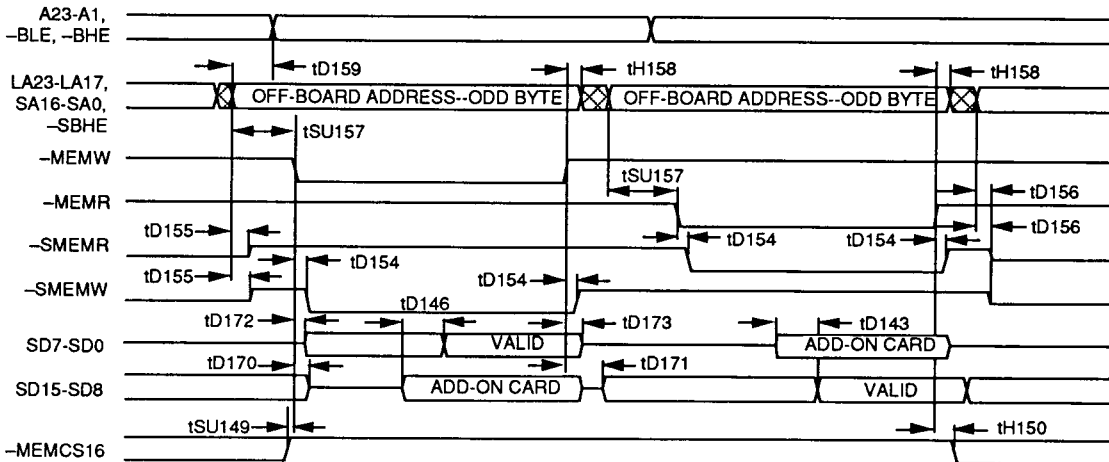 A23-A1,
–BLE, –BHE
tD159
tH158
tH158
LA23-LA17,
SA16-SA0,
–SBHE
OFF-BOARD ADDRESS--ODD BYTE
OFF-BOARD ADDRESS--ODD BYTE
tSU157
–MEMW
tSU157
tD156
–MEMR
tD155
tD154
tD154
tD156
–SMEMR
tD155
tD154
tD154
–SMEMW
tD146
tD172
tD173
tD143
SD7-SD0
VALID
ADD-ON CARD
tD170
tD171
SD15-SD8
ADD-ON CARD
VALID
tSU149
tH150
–MEMCS16